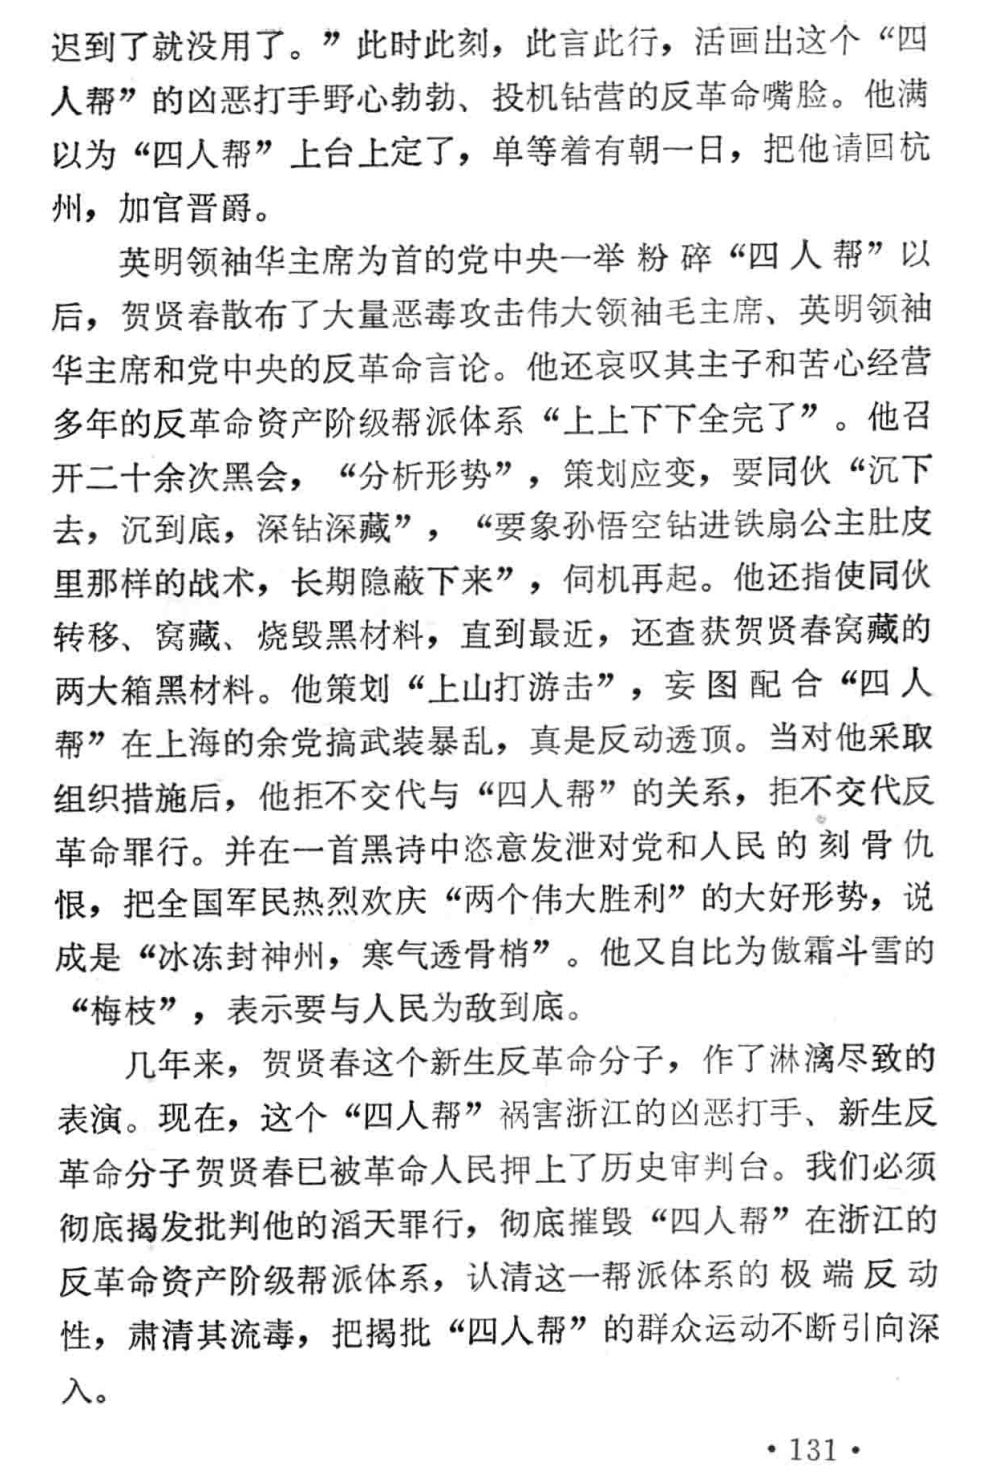 迟到了就没用了。”此时此刻，此言此行，活画出这个“四
人帮”的凶恶打手野心勃勃、投机钻营的反革命嘴脸。他满
以为“四人帮”上台上定了，单等着有朝一日，把他请回杭
州，加官晋爵。
英明领袖华主席为首的党中央一举粉碎“四人帮”以
后，贺贤春散布了大量恶毒攻击伟大领袖毛主席、英明领袖
华主席和党中央的反革命言论。他还哀叹其主子和苦心经营
多年的反革命资产阶级帮派体系“上上下下全完了”。他召
开二十余次黑会，“分析形势”，策划应变，要同伙“沉下
去，沉到底，深钻深藏”，“要象孙悟空钻进铁扇公主肚皮
里那样的战术，长期隐蔽下来”，伺机再起。他还指使同伙
转移、窝藏、烧毁黑材料，直到最近，还查获贺贤春窝藏的
两大箱黑材料。他策划“上山打游击”，妄图配合“四人
帮”在上海的余党搞武装暴乱，真是反动透顶。当对他采取
组织措施后，他拒不交代与“四人帮”的关系，拒不交代反
革命罪行。并在一首黑诗中恣意发泄对党和人民的刻骨仇
恨，把全国军民热烈欢庆“两个伟大胜利”的大好形势，说
成是“冰冻封神州，寒气透骨梢”。他又自比为傲霜斗雪的
“梅枝”，表示要与人民为敌到底。
几年来，贺贤春这个新生反革命分子，作了淋漓尽致的
表演。现在，这个“四人帮”祸害浙江的凶恶打手、新生反
革命分子贺贤春已被革命人民押上了历史审判台。我们必须
彻底揭发批判他的滔天罪行，彻底摧毁“四人帮”在浙江的
反革命资产阶级帮派体系，认清这一帮派体系的极端反动
性，肃清其流毒，把揭批“四人帮”的群众运动不断引向深
入。
·131·